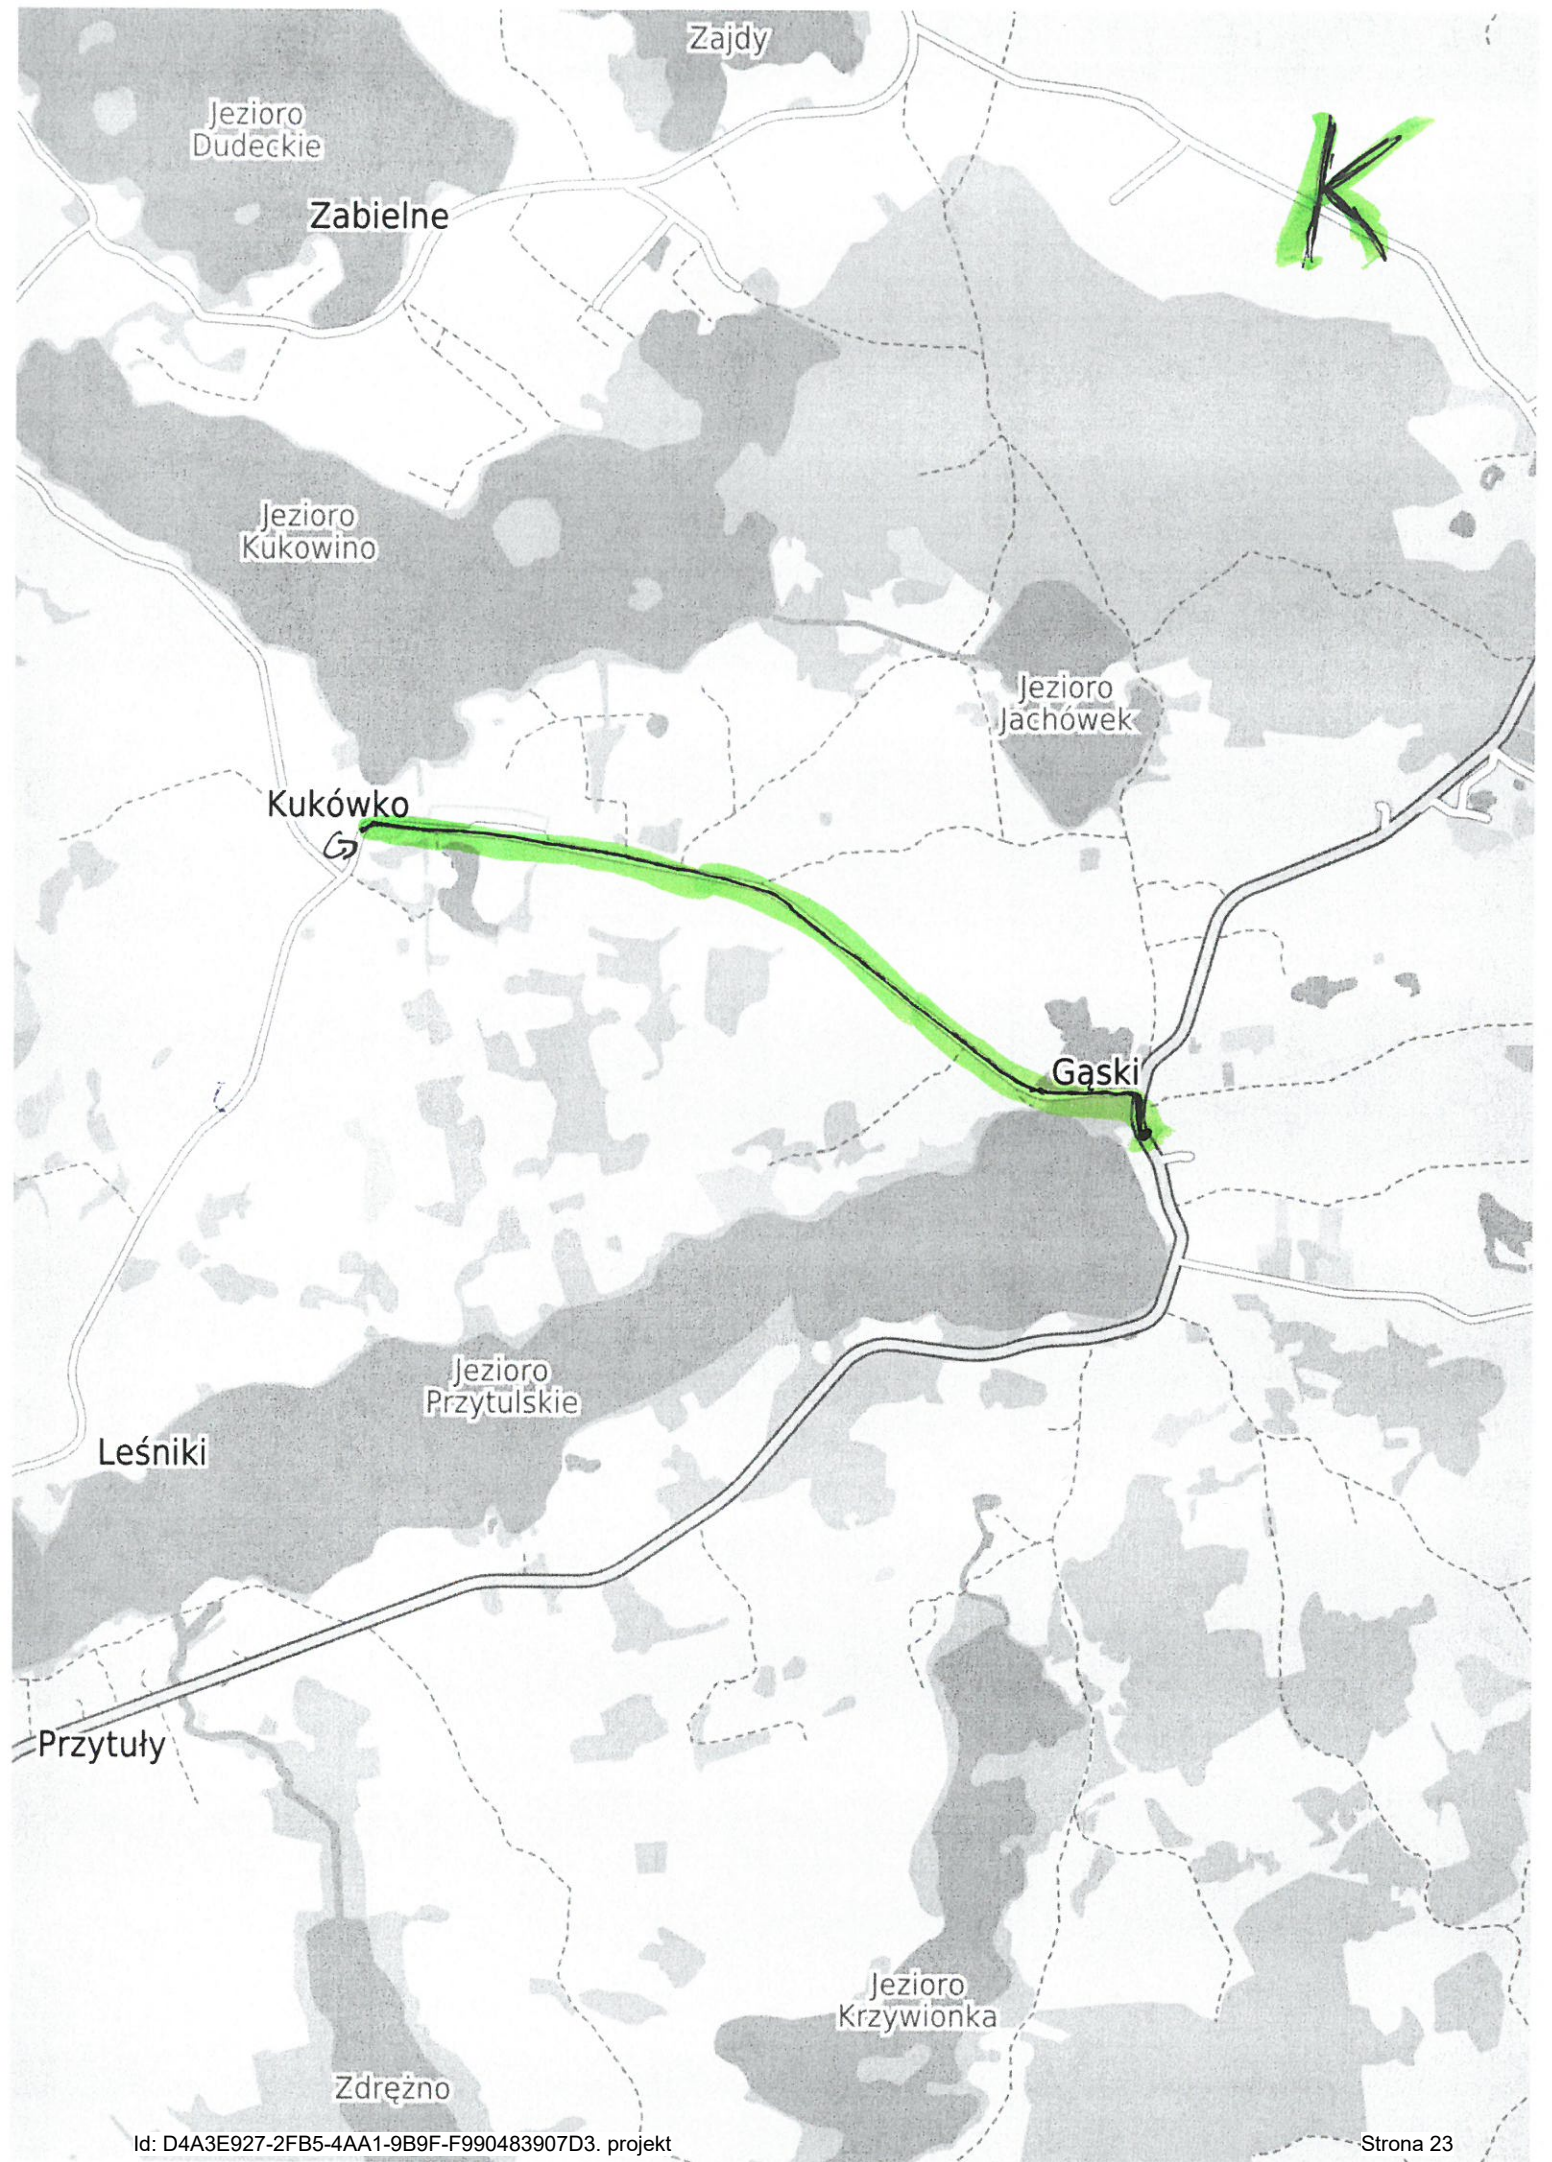 Zajdy
Jezioro
Dudeckie
K
Zabielne
Jezioro
Kukowino
Jezioro
Jachówek
Kukówko
Gąski
Jezioro
Przytulskie
Leśniki
Przytuły
Jezioro
Krzywionka
Zdrężno
Id: D4A3E927-2FB5-4AA1-9B9F-F990483907D3. projekt
Strona 23